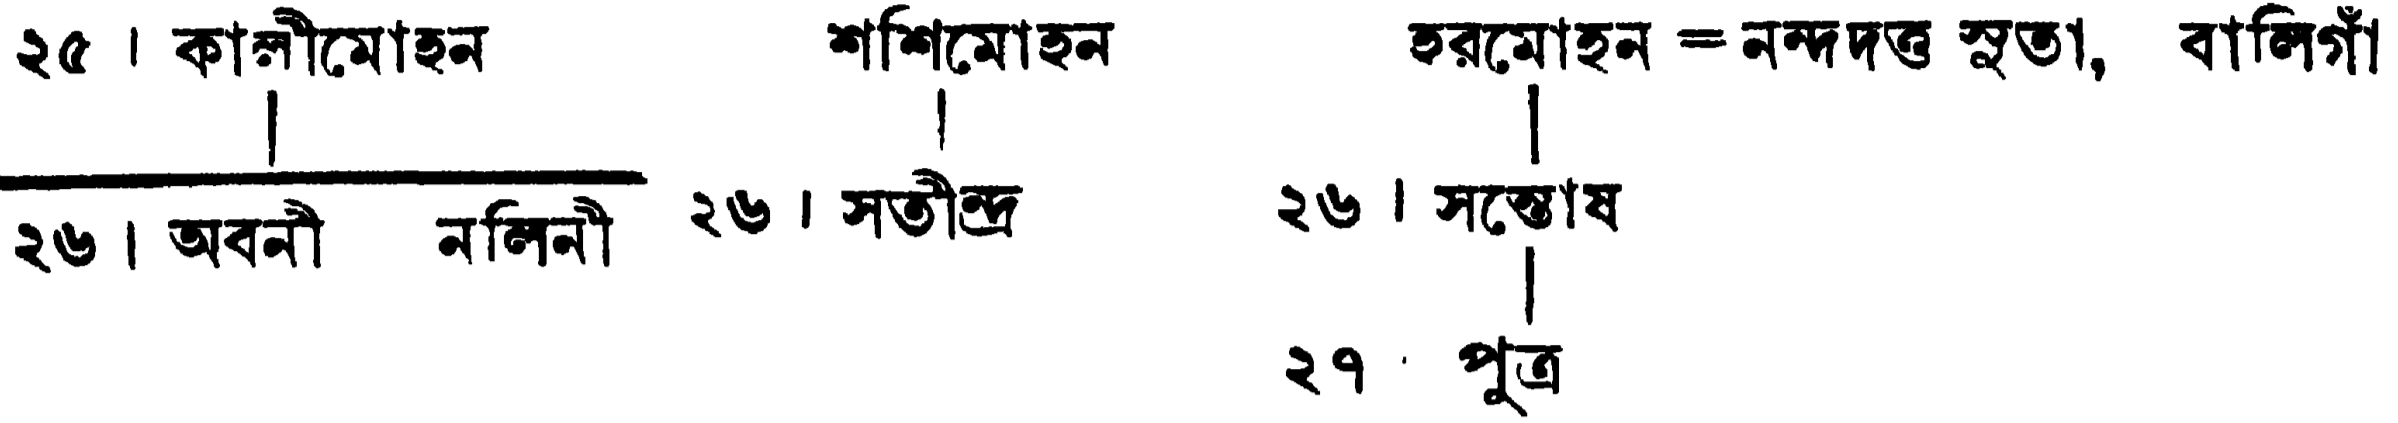 ২৫ । কালীমোহন শশিমোহন হরমোহন = নন্দদত্ত সুতা, বালিগাঁ
২৬ । অবনী নলিনী ২৬ । সতীন্দ্র ২৬ । সন্তোষ
২৭ পুত্র